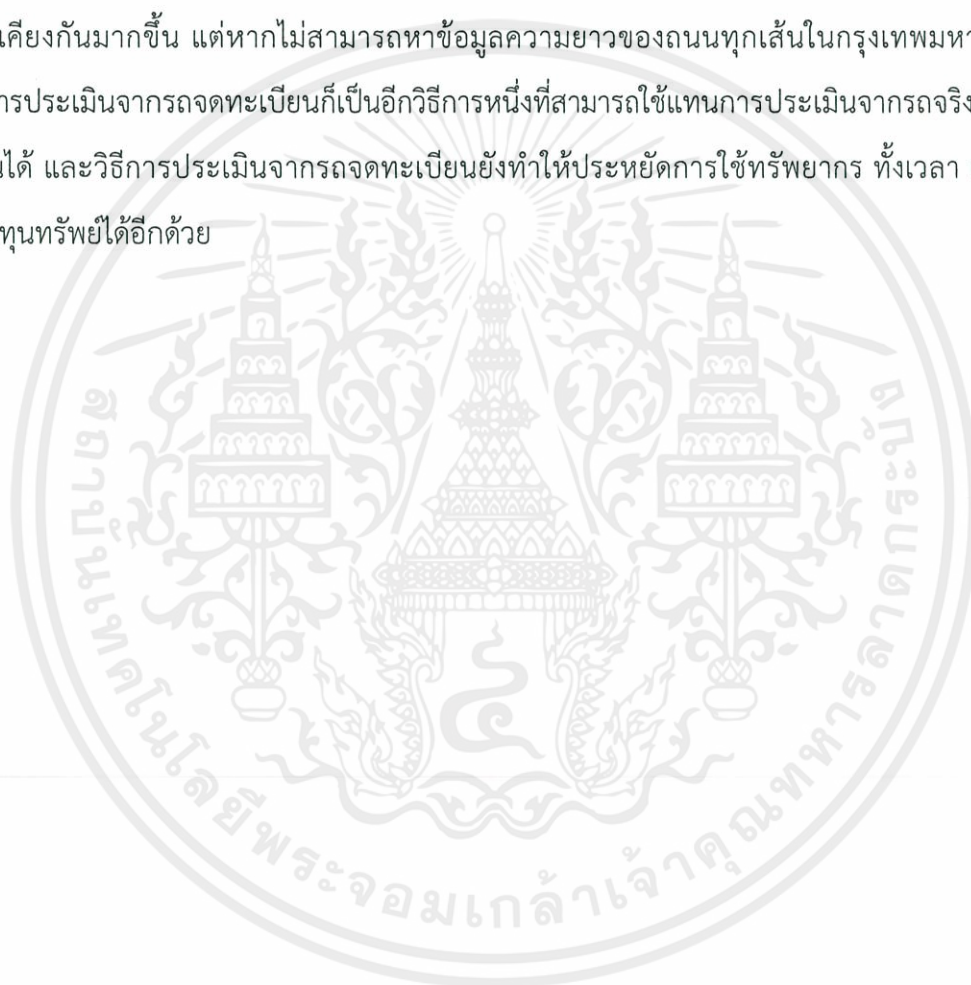 เคียงกันมากขึ้น แต่หากไม่สามารถหาข้อมูลความยาวของถนนทุกเส้นในกรุงเทพมหา
การประเมินจากรถจดทะเบียนก็เป็นอีกวิธีการหนึ่งที่สามารถใช้แทนการประเมินจากรถจริง
ได้ และวิธีการประเมินจากรถจดทะเบียนยังทำให้ประหยัดการใช้ทรัพยากร ทั้งเวลา
ทุนทรัพย์ได้อีกด้วย
สถาบันเทคโนโลยีพระจอมเกล้าเจ้าคุณทหารลาดกระบัง
๔